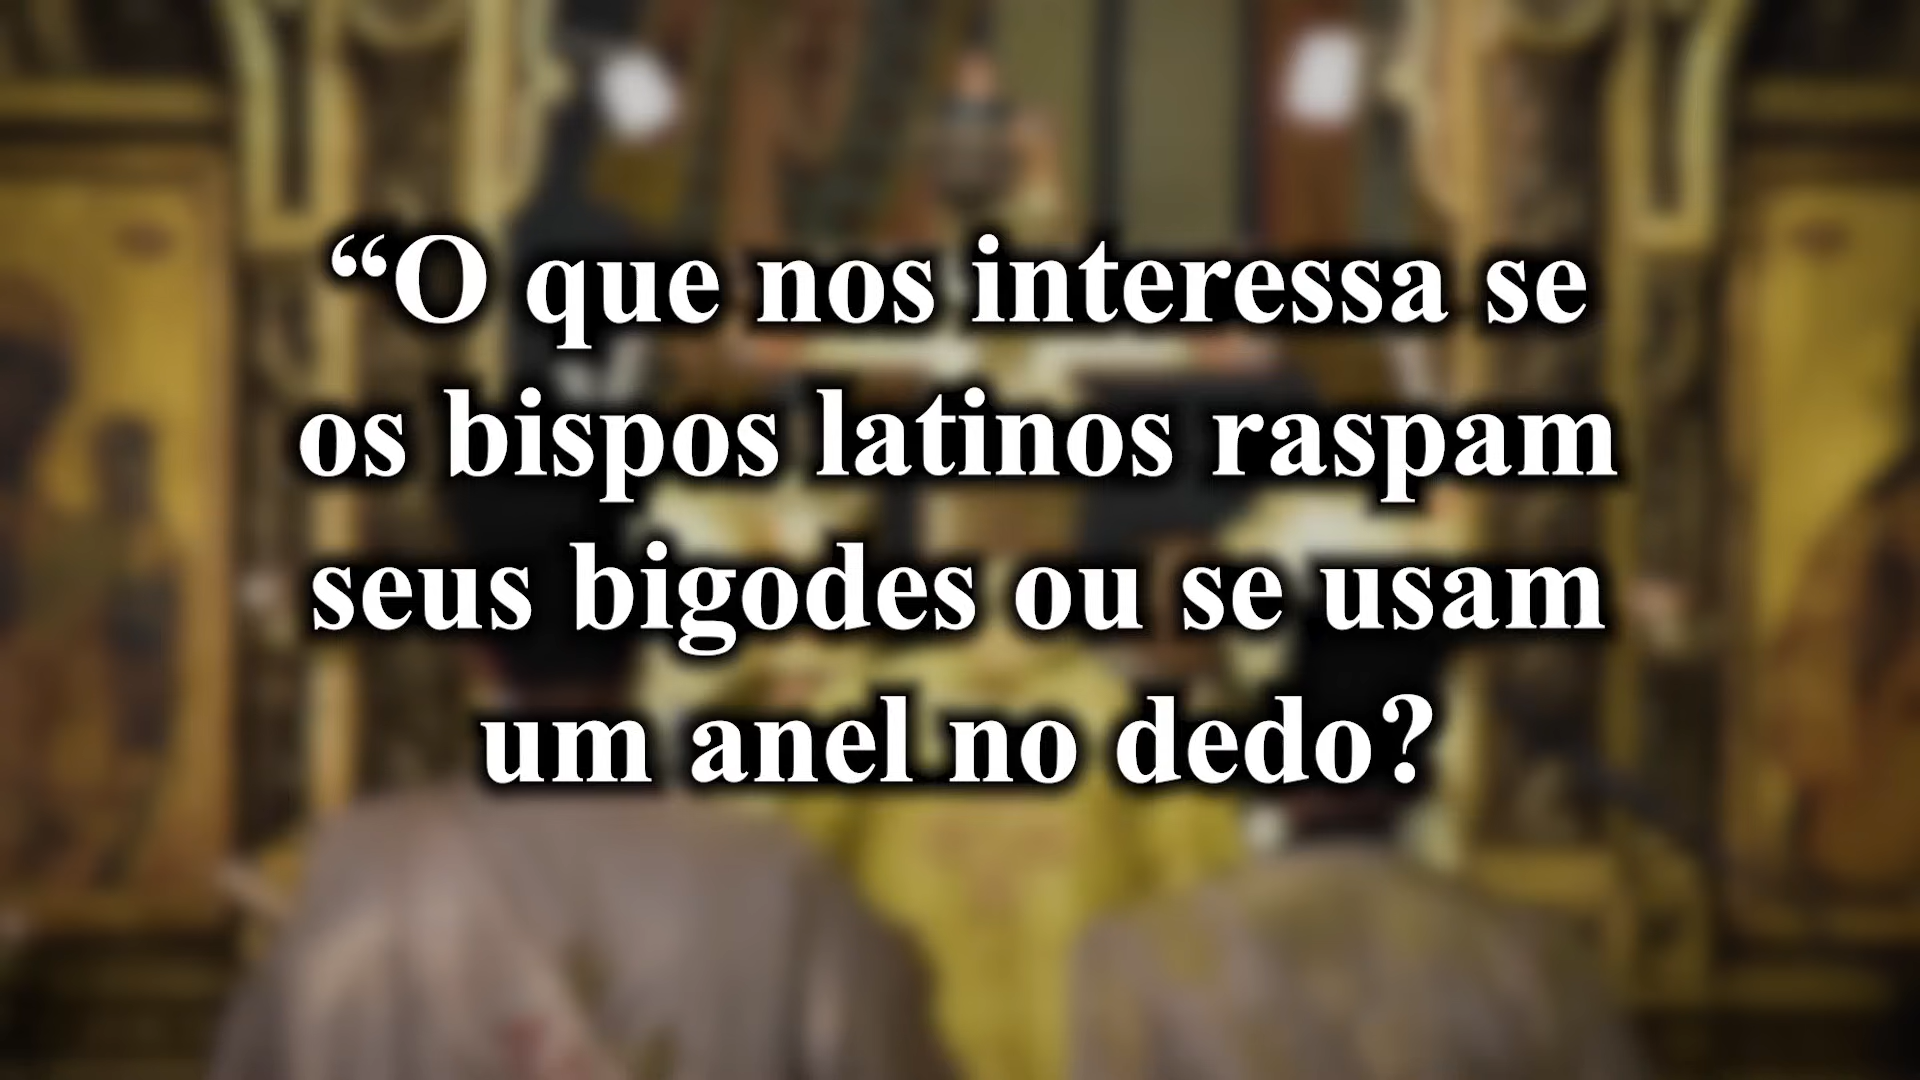 “O que nos interessa se
os bispos latinos raspam
seus bigodes ou se usam
um anel no dedo?